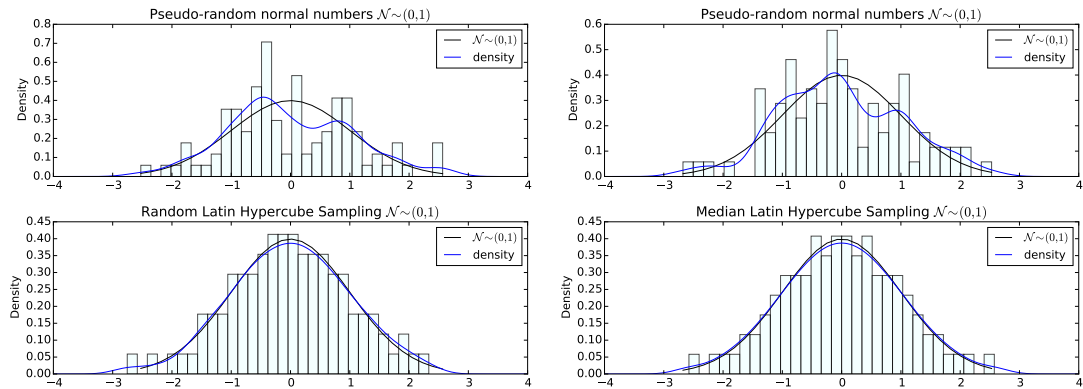 Pseudo-random normal numbers 𝒩∼(0,1)
0.8
0.7
0.6
0.5
0.4
0.3
0.2
0.1
0.0
Density
𝒩∼(0,1)
density
−4 −3 −2 −1 0 1 2 3 4
Pseudo-random normal numbers 𝒩∼(0,1)
0.6
0.5
0.4
0.3
0.2
0.1
0.0
Density
𝒩∼(0,1)
density
−4 −3 −2 −1 0 1 2 3 4
Random Latin Hypercube Sampling 𝒩∼(0,1)
0.45
0.40
0.35
0.30
0.25
0.20
0.15
0.10
0.05
0.00
Density
𝒩∼(0,1)
density
−4 −3 −2 −1 0 1 2 3 4
Median Latin Hypercube Sampling 𝒩∼(0,1)
0.45
0.40
0.35
0.30
0.25
0.20
0.15
0.10
0.05
0.00
Density
𝒩∼(0,1)
density
−4 −3 −2 −1 0 1 2 3 4